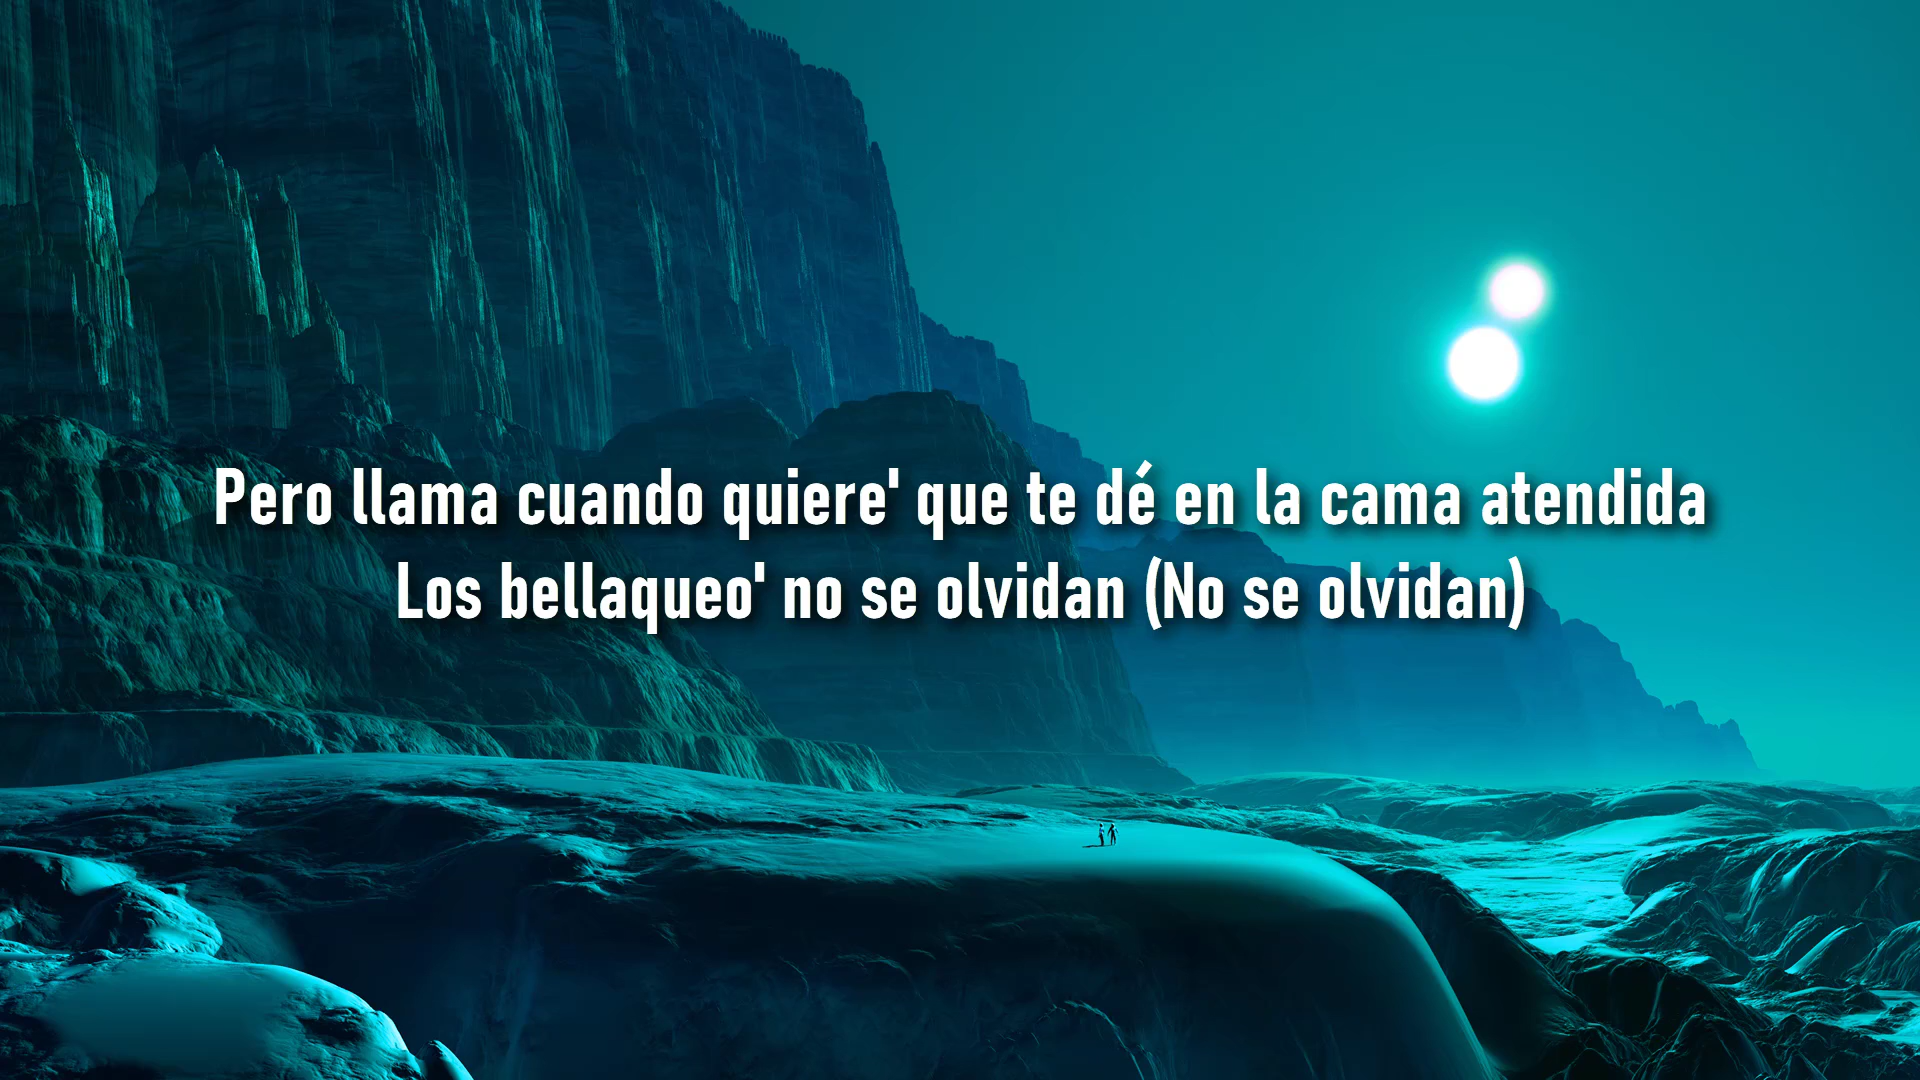 Pero llama cuando quiere' que te dé en la cama atendida
Los bellaqueo' no se olvidan (No se olvidan)